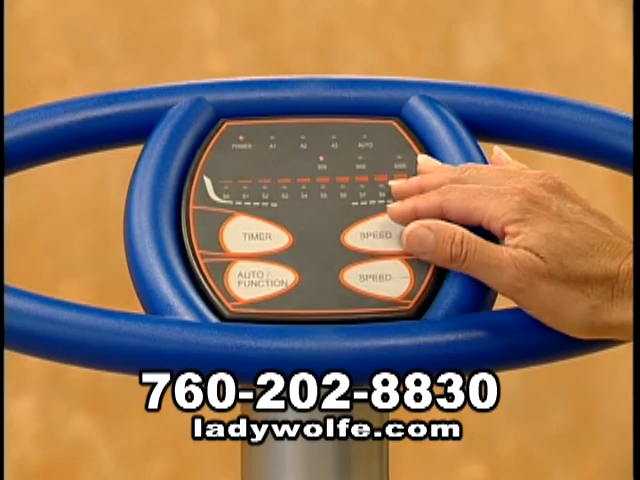 POWER A1 A2 A3 AUTO
TIMER
SPEED
AUTO
FUNCTION
SPEED
760-202-8830
ladywolfe.com